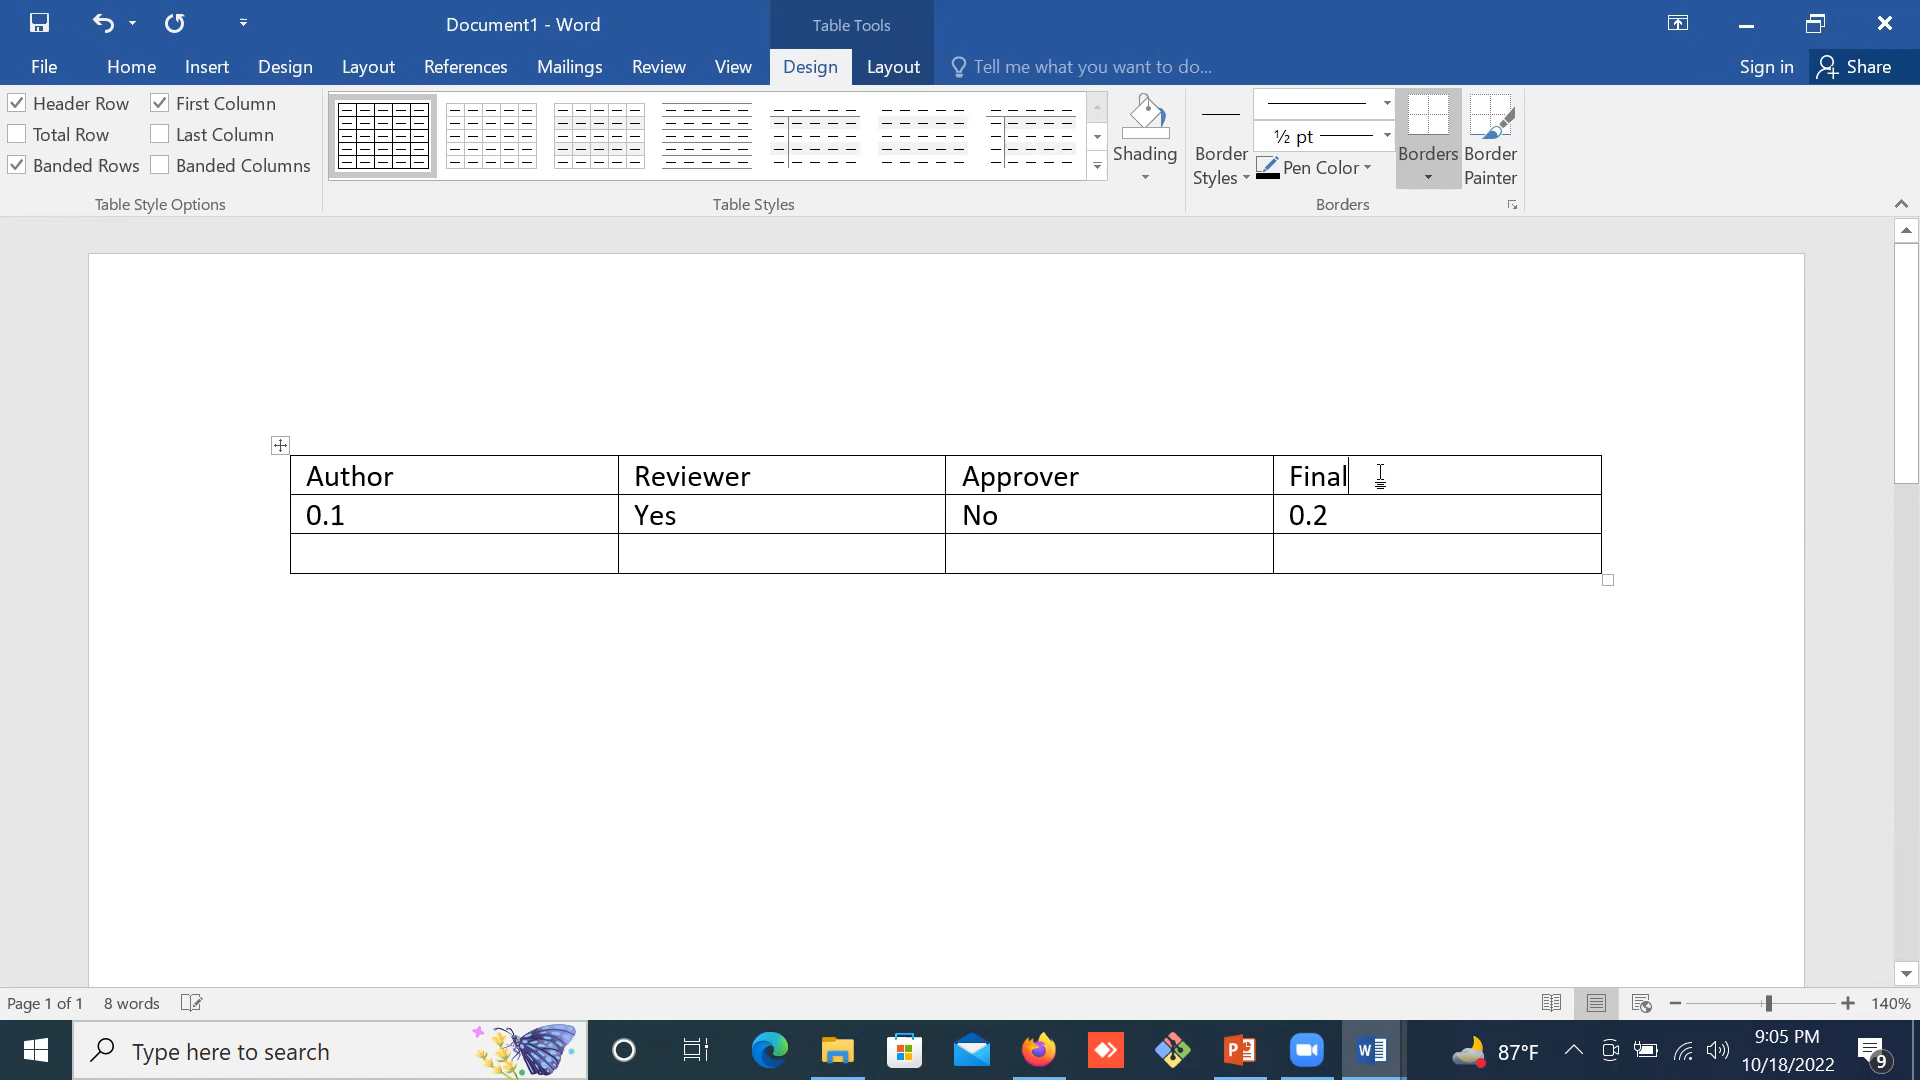 Document1 - Word
Table Tools
File Home Insert Design Layout References Mailings Review View Design Layout Tell me what you want to do... Sign in Share
Header Row First Column
Total Row Last Column
Banded Rows Banded Columns
Table Style Options
Table Styles
Shading
Border Styles
½ pt
Pen Color
Borders
Border Painter
Borders
Author Reviewer Approver Final
0.1 Yes No 0.2
Page 1 of 1 8 words
140%
Type here to search
87°F
9:05 PM
10/18/2022
9